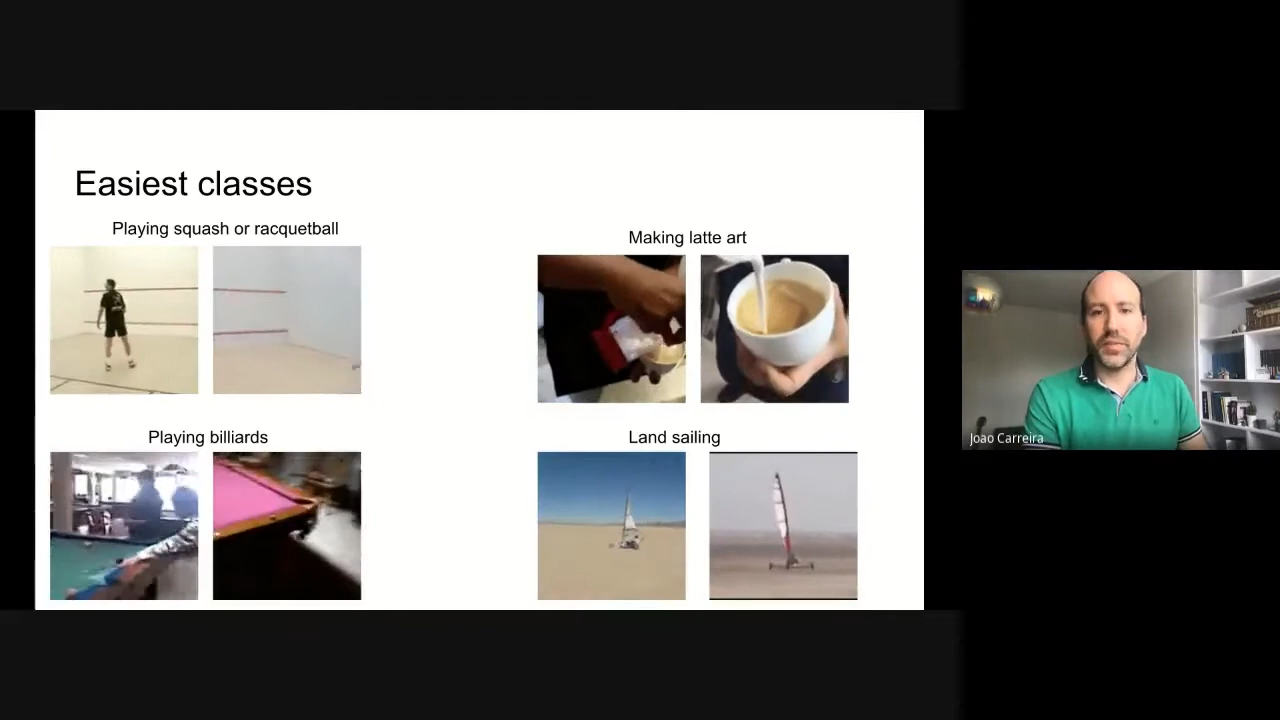 Easiest classes
Playing squash or racquetball
Making latte art
Playing billiards
Land sailing
Joao Carreira